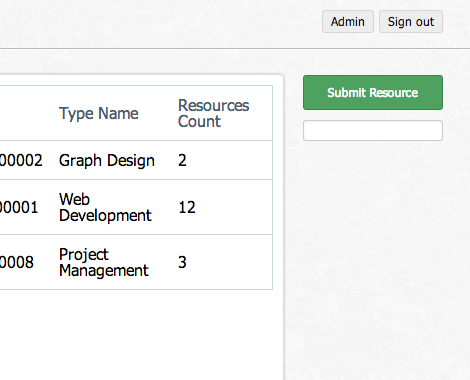 Admin Sign out
Submit Resource
Type Name Resources
Count
00002 Graph Design 2
00001 Web
Development 12
0008 Project
Management 3